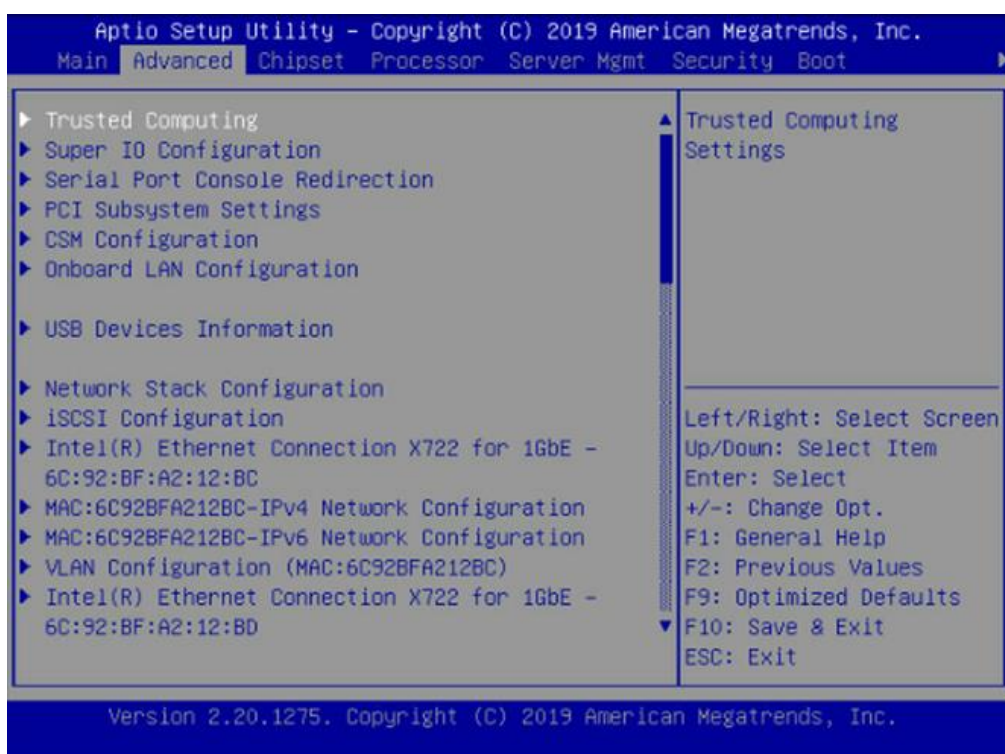 Aptio Setup Utility – Copyright (C) 2019 American Megatrends, Inc.
Main Advanced Chipset Processor Server Mgmt Security Boot
Trusted Computing
Super IO Configuration
Serial Port Console Redirection
PCI Subsystem Settings
CSM Configuration
Onboard LAN Configuration
USB Devices Information
Network Stack Configuration
iSCSI Configuration
Intel(R) Ethernet Connection X722 for 1GbE –
6C:92:BF:A2:12:BC
MAC:6C92BFA212BC-IPv4 Network Configuration
MAC:6C92BFA212BC-IPv6 Network Configuration
VLAN Configuration (MAC:6C92BFA212BC)
Intel(R) Ethernet Connection X722 for 1GbE –
6C:92:BF:A2:12:BD
Trusted Computing
Settings
Left/Right: Select Screen
Up/Down: Select Item
Enter: Select
+/-: Change Opt.
F1: General Help
F2: Previous Values
F9: Optimized Defaults
F10: Save & Exit
ESC: Exit
Version 2.20.1275. Copyright (C) 2019 American Megatrends, Inc.